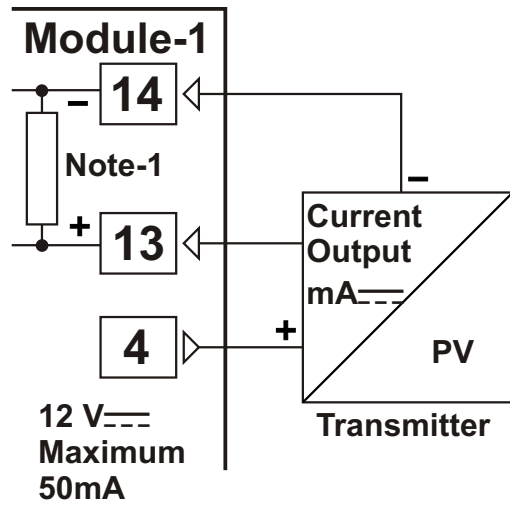 Module-1
14
−
Note-1
+
13
−
Current
Output
mA
+
4
PV
12 V
Maximum
50mA
Transmitter